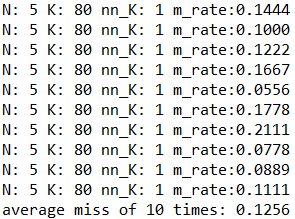 N: 5 K: 80 nn_K: 1 m_rate:0.1444
N: 5 K: 80 nn_K: 1 m_rate:0.1000
N: 5 K: 80 nn_K: 1 m_rate:0.1222
N: 5 K: 80 nn_K: 1 m_rate:0.1667
N: 5 K: 80 nn_K: 1 m_rate:0.0556
N: 5 K: 80 nn_K: 1 m_rate:0.1778
N: 5 K: 80 nn_K: 1 m_rate:0.2111
N: 5 K: 80 nn_K: 1 m_rate:0.0778
N: 5 K: 80 nn_K: 1 m_rate:0.0889
N: 5 K: 80 nn_K: 1 m_rate:0.1111
average miss of 10 times: 0.1256